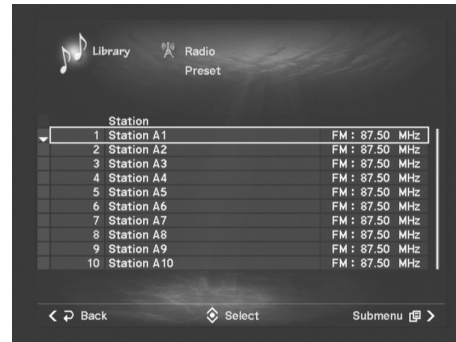 Library Radio
Preset
Station
1 Station A1 FM : 87.50 MHz
2 Station A2 FM : 87.50 MHz
3 Station A3 FM : 87.50 MHz
4 Station A4 FM : 87.50 MHz
5 Station A5 FM : 87.50 MHz
6 Station A6 FM : 87.50 MHz
7 Station A7 FM : 87.50 MHz
8 Station A8 FM : 87.50 MHz
9 Station A9 FM : 87.50 MHz
10 Station A10 FM : 87.50 MHz
Back Select Submenu